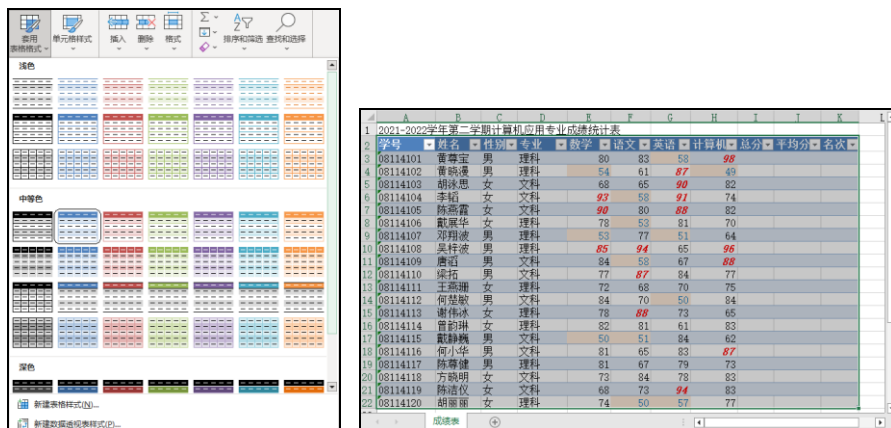 套用
表格格式
单元格样式
插入
删除
格式
排序和筛选
查找和选择
浅色
中等色
深色
新建表格样式(N)...
新建数据透视表样式(P)...
A B C D E F G H I J K L
1 2021-2022学年第二学期计算机应用专业成绩统计表
2 学号 姓名 性别 专业 数学 语文 英语 计算机 总分 平均分 名次
3 08114101 黄尊宝 男 理科 80 83 58 98
4 08114102 黄晓漫 男 理科 54 61 87 49
5 08114103 胡泳思 女 文科 68 65 90 82
6 08114104 李韬 女 文科 93 58 91 74
7 08114105 陈燕霞 女 文科 90 80 88 82
8 08114106 戴展华 女 理科 78 53 81 70
9 08114107 邓翔波 男 理科 53 77 51 64
10 08114108 吴梓波 男 理科 85 94 65 96
11 08114109 唐滔 男 文科 84 58 67 88
12 08114110 梁拓 男 文科 77 87 84 77
13 08114111 王燕珊 女 理科 72 68 70 75
14 08114112 何楚敏 男 文科 84 70 50 84
15 08114113 谢伟冰 女 理科 78 88 73 65
16 08114114 曾韵琳 女 理科 82 81 61 83
17 08114115 戴静巍 男 文科 50 51 84 62
18 08114116 何小华 男 文科 81 65 83 87
19 08114117 陈尊健 男 理科 81 67 79 73
20 08114118 方晓明 女 文科 73 84 78 83
21 08114119 陈洁仪 女 文科 68 73 94 83
22 08114120 胡丽丽 女 理科 74 50 57 77
成绩表